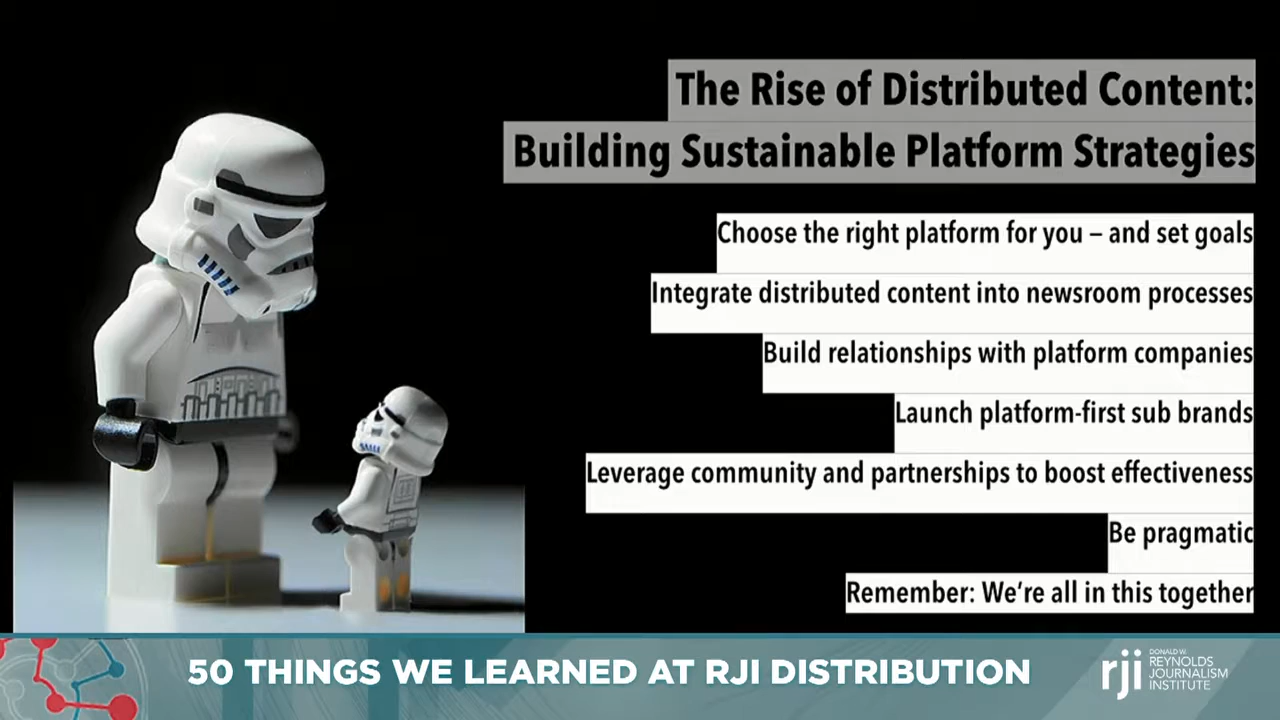 The Rise of Distributed Content:
Building Sustainable Platform Strategies
Choose the right platform for you – and set goals
Integrate distributed content into newsroom processes
Build relationships with platform companies
Launch platform-first sub brands
Leverage community and partnerships to boost effectiveness
Be pragmatic
Remember: We're all in this together
50 THINGS WE LEARNED AT RJI DISTRIBUTION
rji
DONALD W.
REYNOLDS
JOURNALISM
INSTITUTE